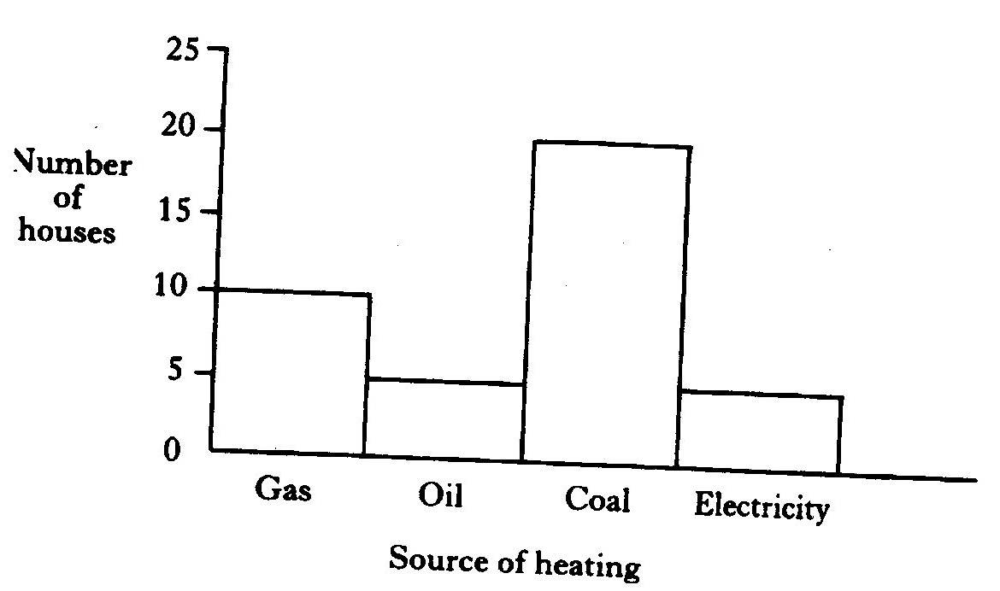 25
20
Number
of
houses
15
10
5
0
Gas Oil Coal Electricity
Source of heating